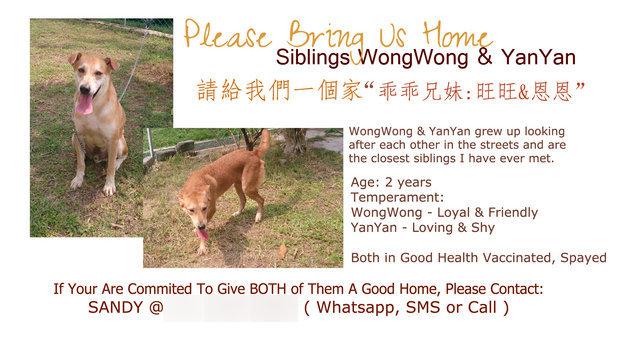 Please Bring Us Home
Siblings WongWong & YanYan
請給我們一個家“乖乖兄妹:旺旺&恩恩”
WongWong & YanYan grew up looking
after each other in the streets and are
the closest siblings I have ever met.
Age: 2 years
Temperament:
WongWong - Loyal & Friendly
YanYan - Loving & Shy
Both in Good Health Vaccinated, Spayed
If Your Are Commited To Give BOTH of Them A Good Home, Please Contact:
SANDY @ ( Whatsapp, SMS or Call )